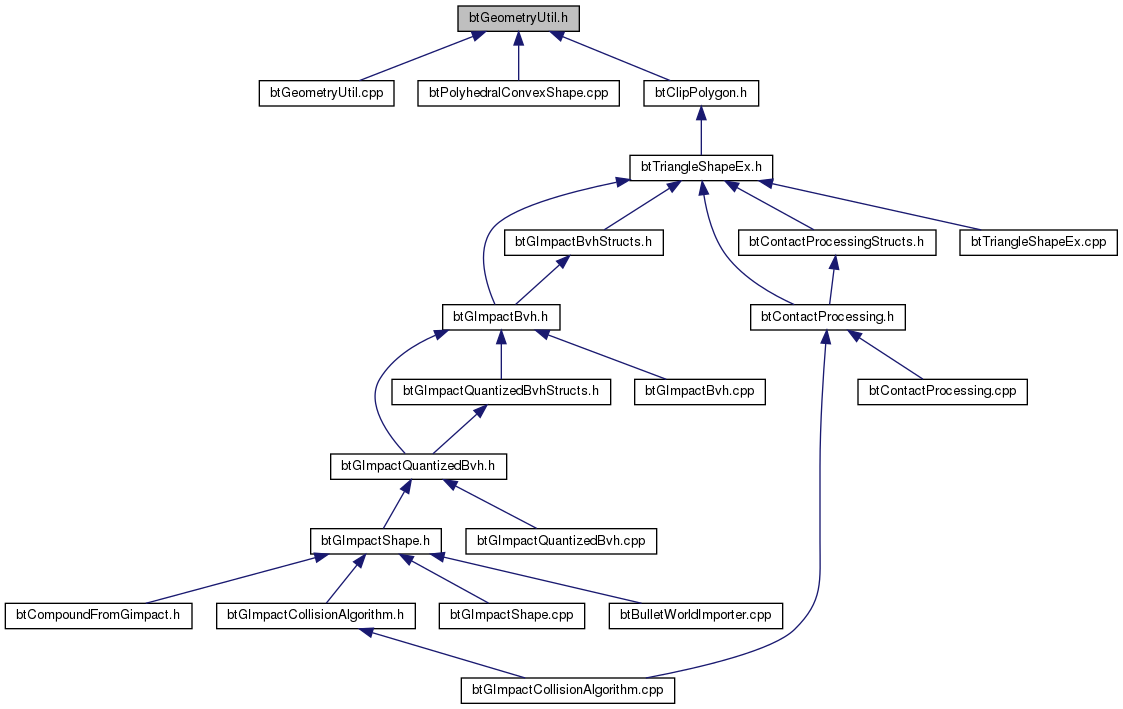 btGeometryUtil.h
btGeometryUtil.cpp
btPolyhedralConvexShape.cpp
btClipPolygon.h
btTriangleShapeEx.h
btGImpactBvhStructs.h
btContactProcessingStructs.h
btTriangleShapeEx.cpp
btGImpactBvh.h
btContactProcessing.h
btGImpactQuantizedBvhStructs.h
btGImpactBvh.cpp
btContactProcessing.cpp
btGImpactQuantizedBvh.h
btGImpactShape.h
btGImpactQuantizedBvh.cpp
btCompoundFromGimpact.h
btGImpactCollisionAlgorithm.h
btGImpactShape.cpp
btBulletWorldImporter.cpp
btGImpactCollisionAlgorithm.cpp